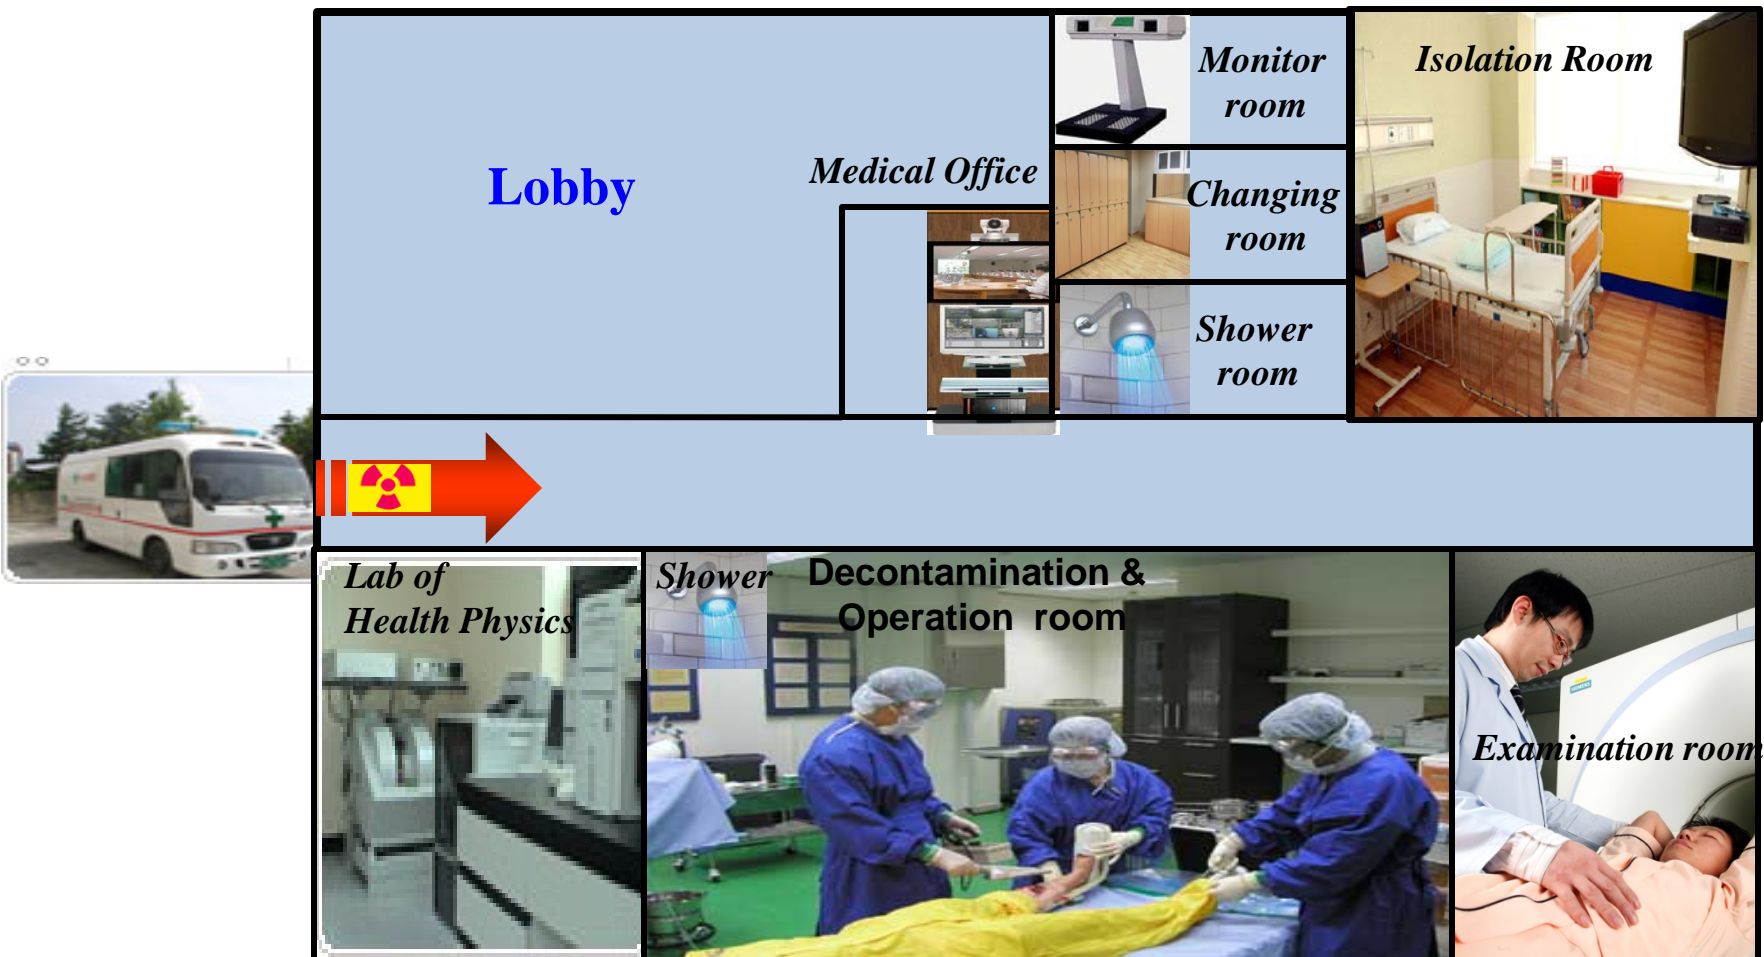 Monitor
room
Isolation Room
Lobby
Medical Office
Changing
room
Shower
room
Lab of
Health Physics
Shower
Decontamination &
Operation room
Examination room
SIEMENS